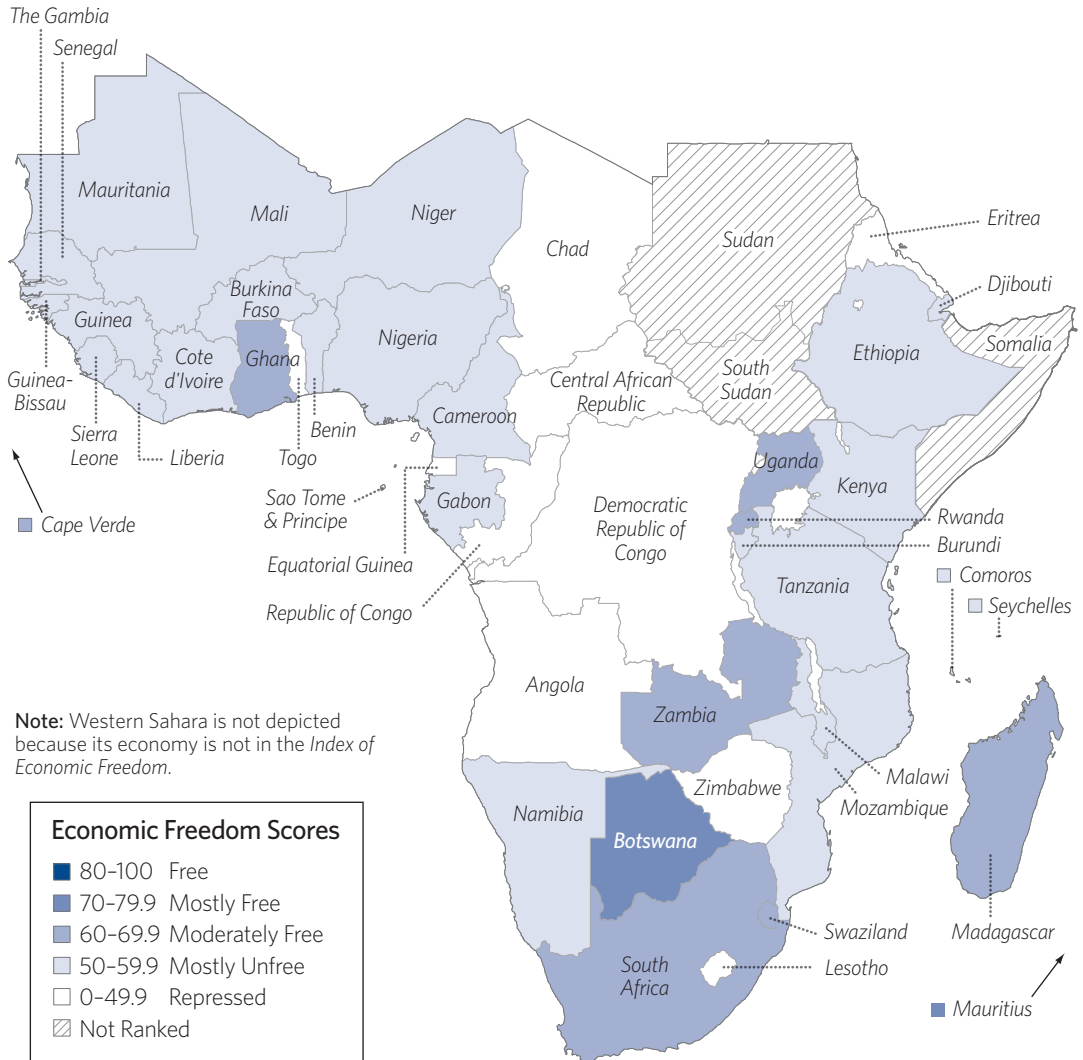 The Gambia
Senegal
Mauritania
Mali
Niger
Chad
Sudan
Eritrea
Djibouti
Burkina
Faso
Guinea
Nigeria
Ethiopia
Somalia
Cote
d'Ivoire
Ghana
South
Sudan
Central African
Republic
Guinea-
Bissau
Cameroon
Sierra
Leone
Liberia
Togo
Benin
Uganda
Kenya
Sao Tome
& Principe
Gabon
Democratic
Republic of
Congo
Cape Verde
Rwanda
Burundi
Equatorial Guinea
Comoros
Tanzania
Seychelles
Republic of Congo
Angola
Zambia
Note: Western Sahara is not depicted
because its economy is not in the Index of
Economic Freedom.
Malawi
Zimbabwe
Mozambique
Namibia
Botswana
Economic Freedom Scores
80–100 Free
70–79.9 Mostly Free
60–69.9 Moderately Free
50–59.9 Mostly Unfree
0–49.9 Repressed
Not Ranked
Swaziland
Madagascar
Lesotho
South
Africa
Mauritius